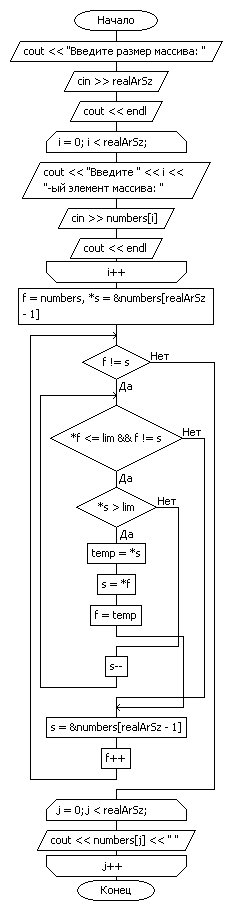 Начало
cout << "Введите размер массива: "
cin >> realArSz
cout << endl
i = 0; i < realArSz;
cout << "Введите " << i <<
"-ый элемент массива: "
cin >> numbers[i]
cout << endl
i++
f = numbers, *s = &numbers[realArSz
- 1]
f != s
Нет
Да
*f <= lim && f != s
Нет
Да
*s > lim
Нет
Да
temp = *s
s = *f
f = temp
s--
s = &numbers[realArSz - 1]
f++
j = 0; j < realArSz;
cout << numbers[j] << " "
j++
Конец